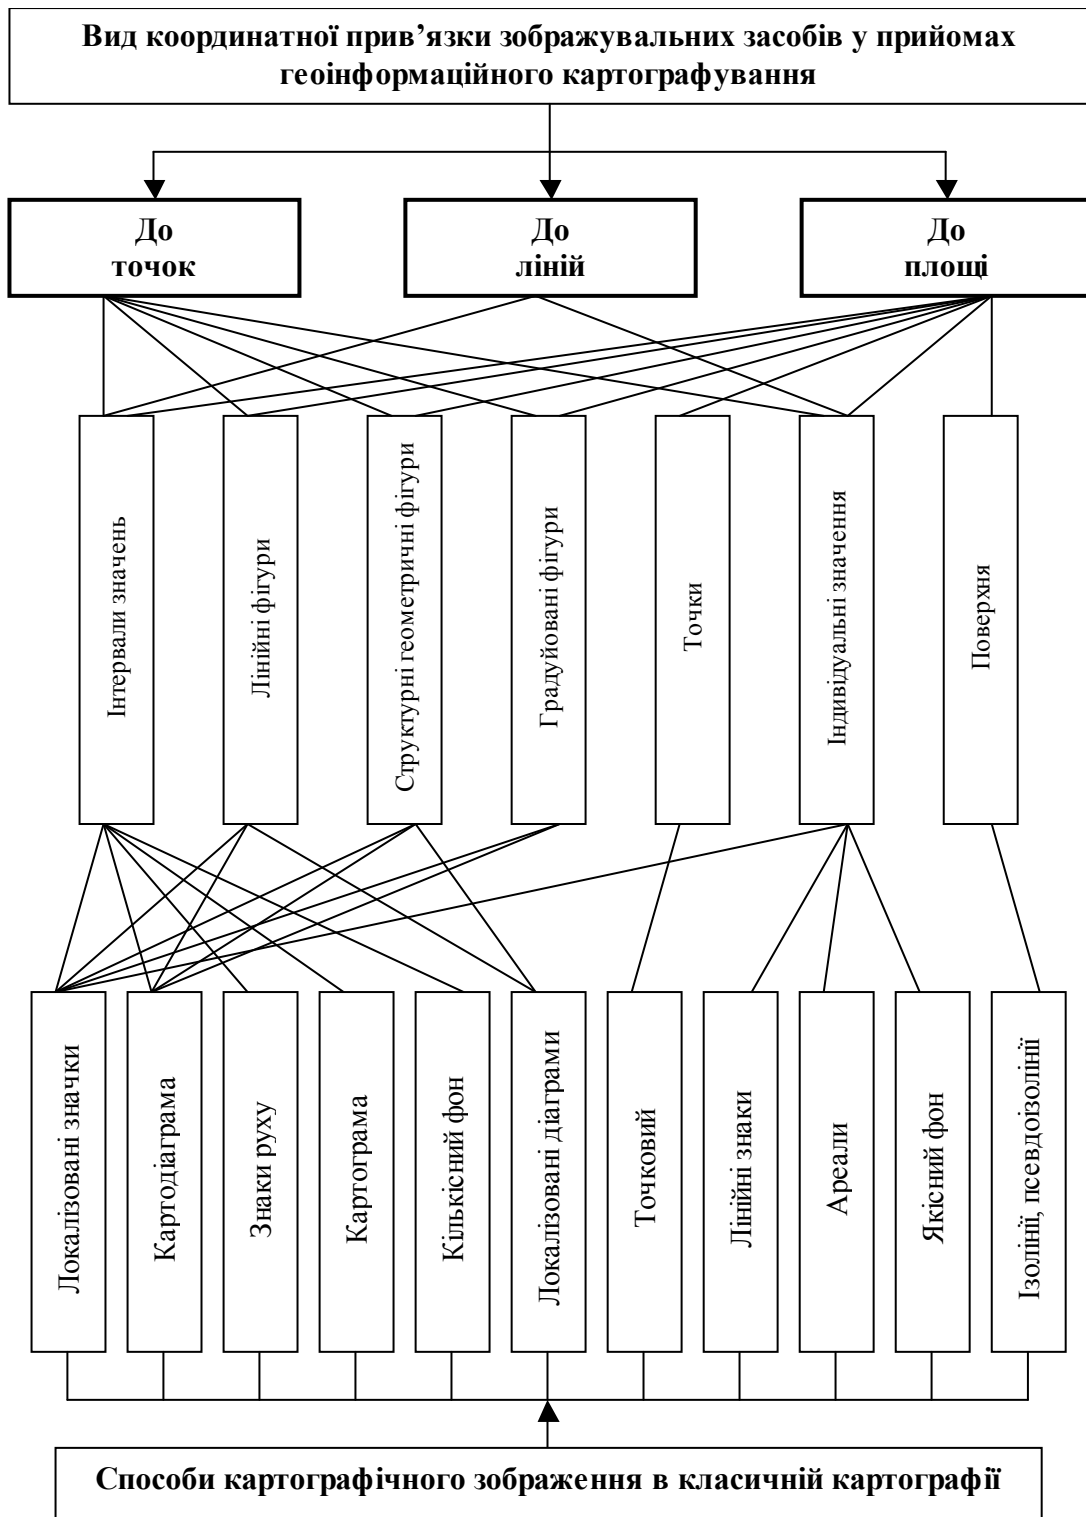 Вид координатної прив’язки зображувальних засобів у прийомах
геоінформаційного картографування
До
точок
До
ліній
До
площі
Інтервали значень
Лінійні фігури
Структурні геометричні фігури
Градуйовані фігури
Точки
Індивідуальні значення
Поверхня
Локалізовані значки
Картодіаграма
Знаки руху
Картограма
Кількісний фон
Локалізовані діаграми
Точковий
Лінійні знаки
Ареали
Якісний фон
Ізолінії, псевдоізолінії
Способи картографічного зображення в класичній картографії